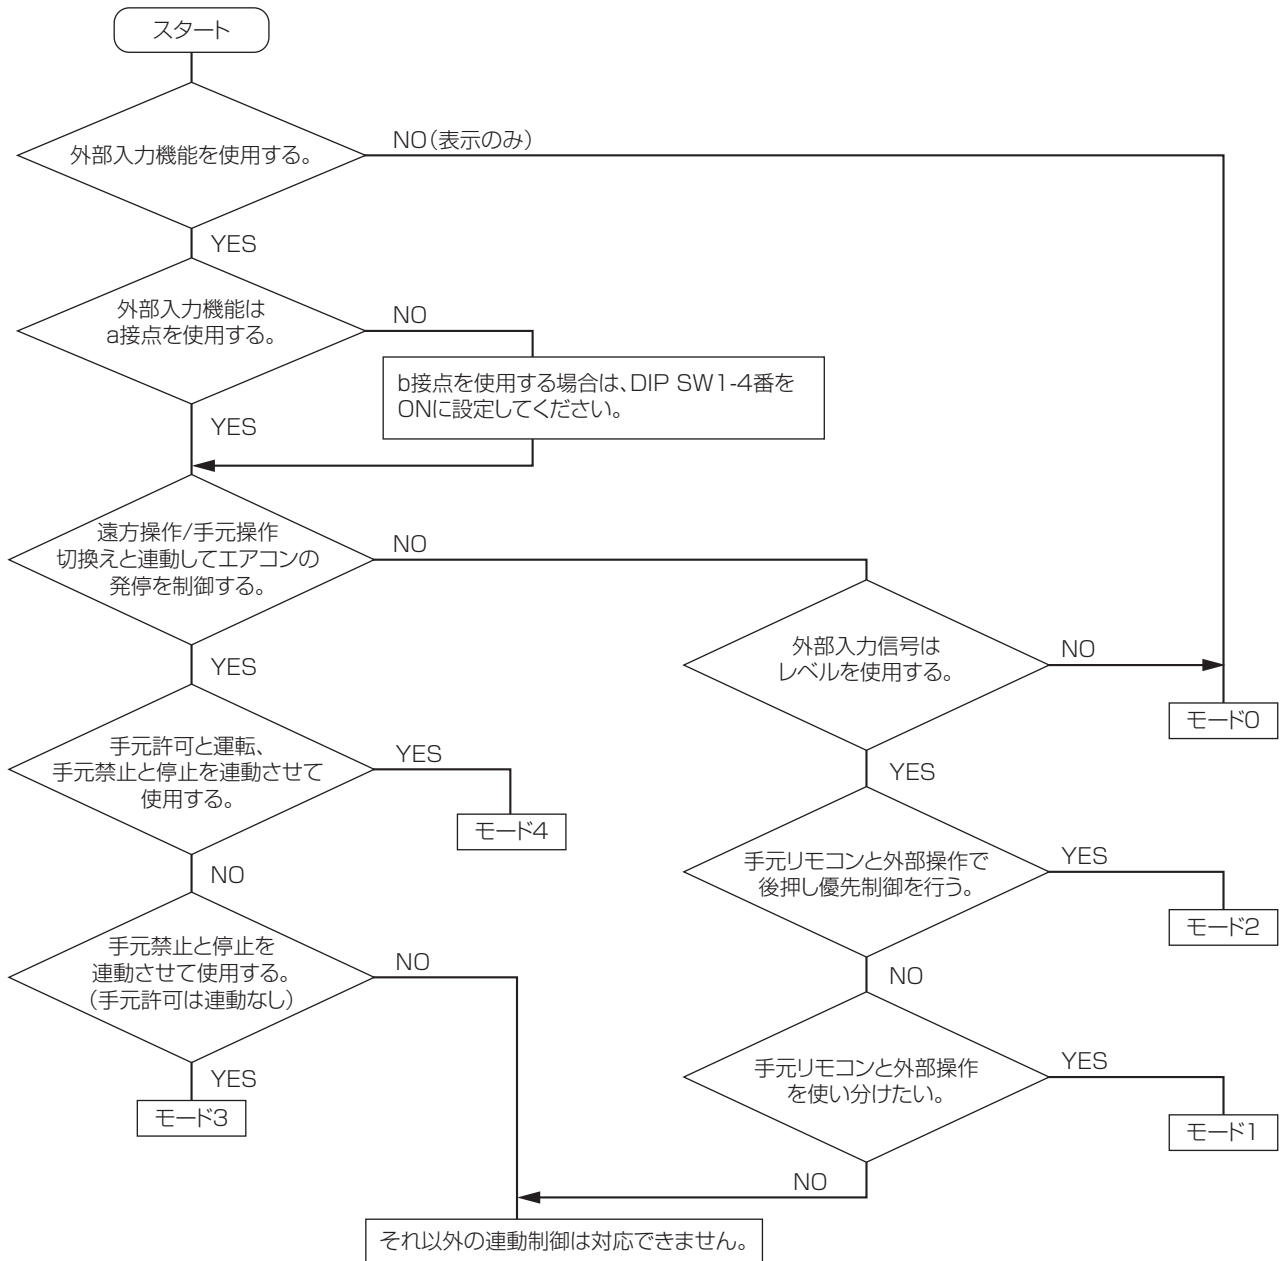 スタート
外部入力機能を使用する。
NO(表示のみ)
YES
外部入力機能は
a接点を使用する。
NO
b接点を使用する場合は、DIP SW1-4番を
ONに設定してください。
YES
遠方操作/手元操作
切換えと連動してエアコンの
発停を制御する。
NO
YES
外部入力信号は
レベルを使用する。
NO
モード0
手元許可と運転、
手元禁止と停止を連動させて
使用する。
YES
モード4
NO
YES
手元リモコンと外部操作で
後押し優先制御を行う。
YES
モード2
手元禁止と停止を
連動させて使用する。
(手元許可は連動なし)
NO
YES
モード3
NO
手元リモコンと外部操作
を使い分けたい。
YES
モード1
NO
それ以外の連動制御は対応できません。